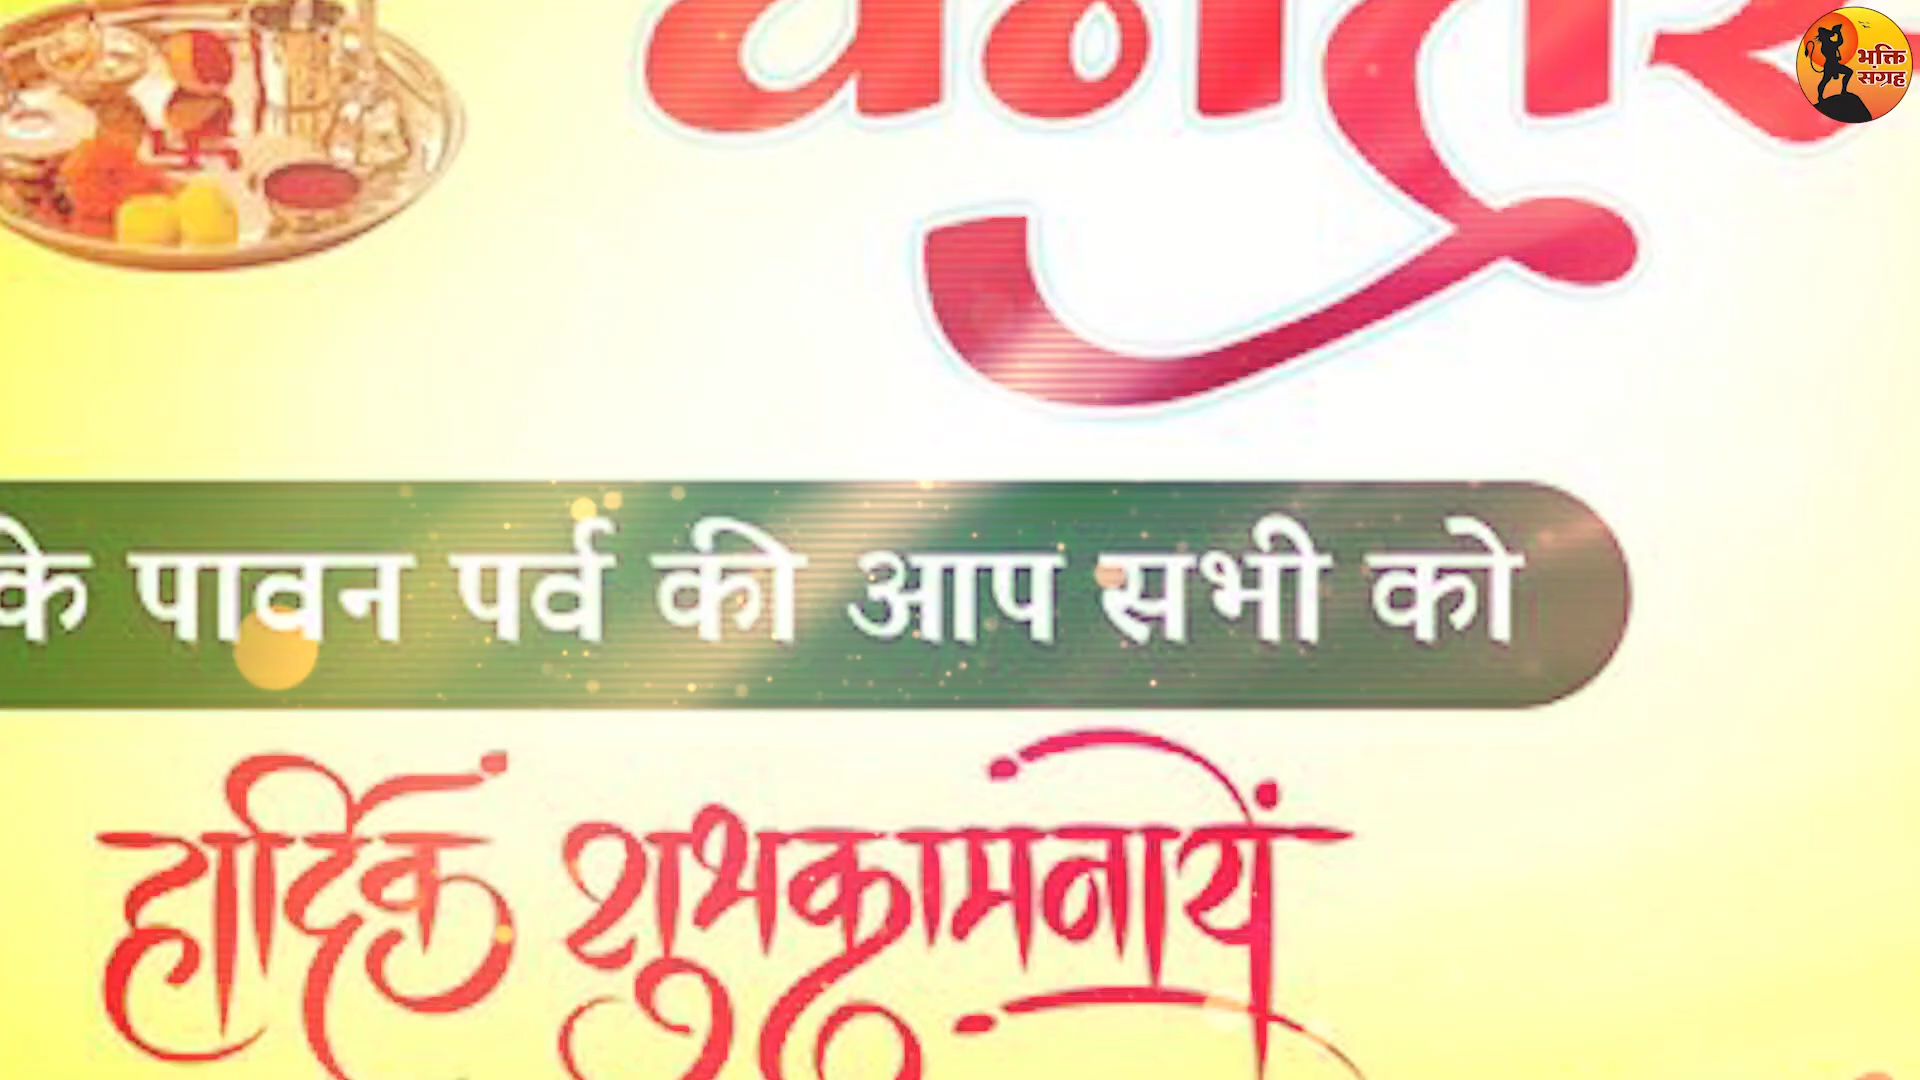 के पावन पर्व की आप सभी को
हार्दिक शुभकामनायें
भक्ति
संग्रह